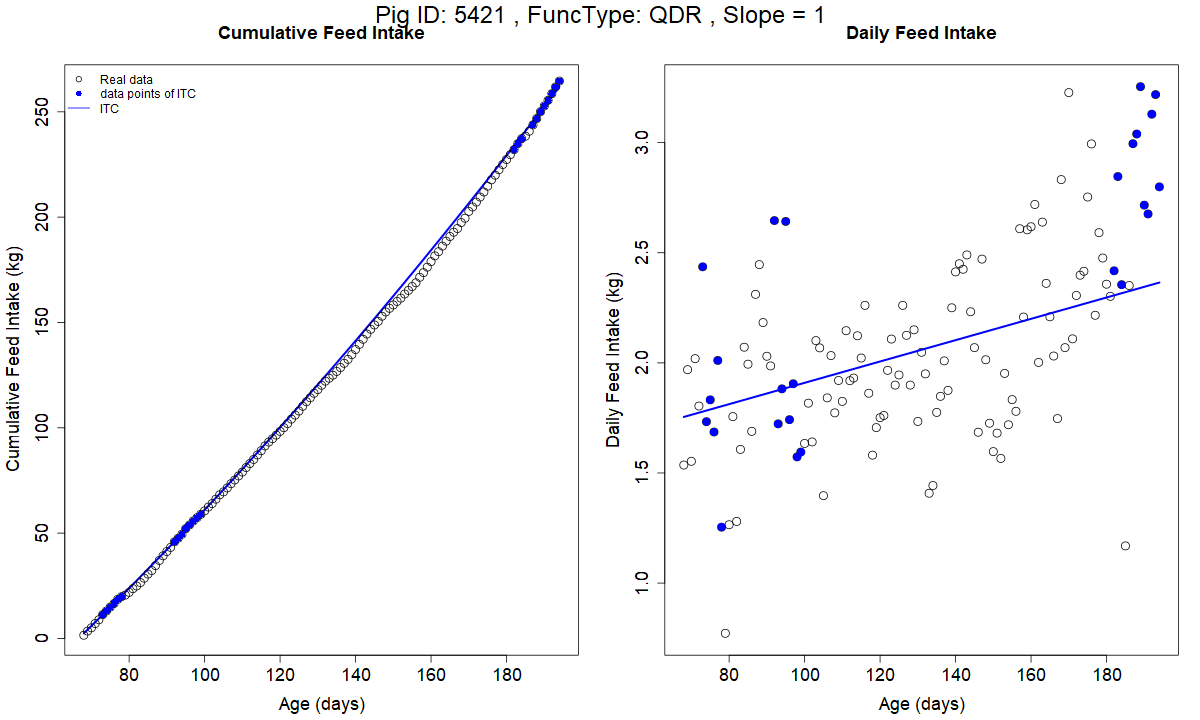 Pig ID: 5421 , FuncType: QDR , Slope = 1
Cumulative Feed Intake
Daily Feed Intake
Real data
data points of ITC
ITC
Cumulative Feed Intake (kg)
0
50
100
150
200
250
80
100
120
140
160
180
Age (days)
Daily Feed Intake (kg)
1.0
1.5
2.0
2.5
3.0
80
100
120
140
160
180
Age (days)